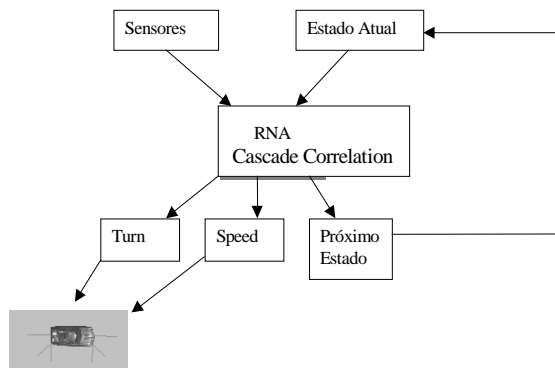 Sensores
Estado Atual
RNA
Cascade Correlation
Turn
Speed
Próximo
Estado